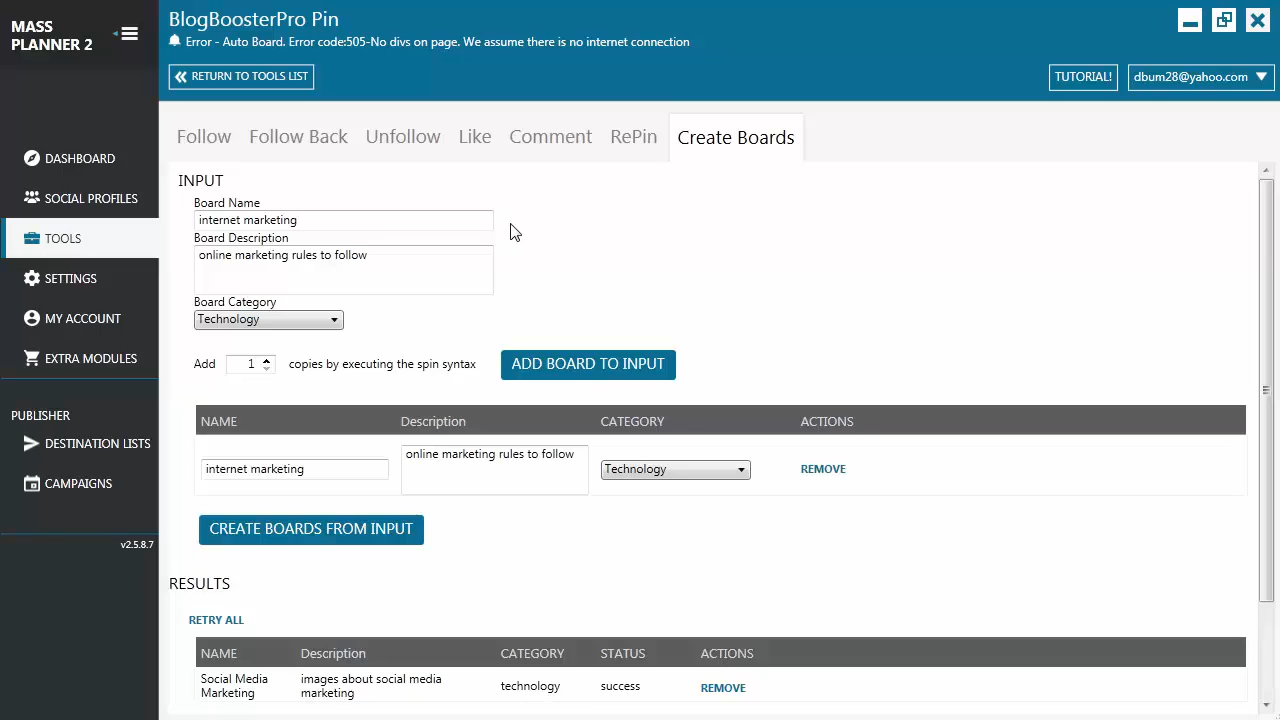 MASS
PLANNER 2
BlogBoosterPro Pin
Error - Auto Board. Error code:505-No divs on page. We assume there is no internet connection
RETURN TO TOOLS LIST
TUTORIAL!
dbum28@yahoo.com
DASHBOARD
SOCIAL PROFILES
TOOLS
SETTINGS
MY ACCOUNT
EXTRA MODULES
PUBLISHER
DESTINATION LISTS
CAMPAIGNS
v2.5.8.7
Follow Follow Back Unfollow Like Comment RePin Create Boards
INPUT
Board Name
internet marketing
Board Description
online marketing rules to follow
Board Category
Technology
Add 1 copies by executing the spin syntax ADD BOARD TO INPUT
NAME Description CATEGORY ACTIONS
internet marketing online marketing rules to follow Technology REMOVE
CREATE BOARDS FROM INPUT
RESULTS
RETRY ALL
NAME Description CATEGORY STATUS ACTIONS
Social Media images about social media
technology success REMOVE
Marketing marketing